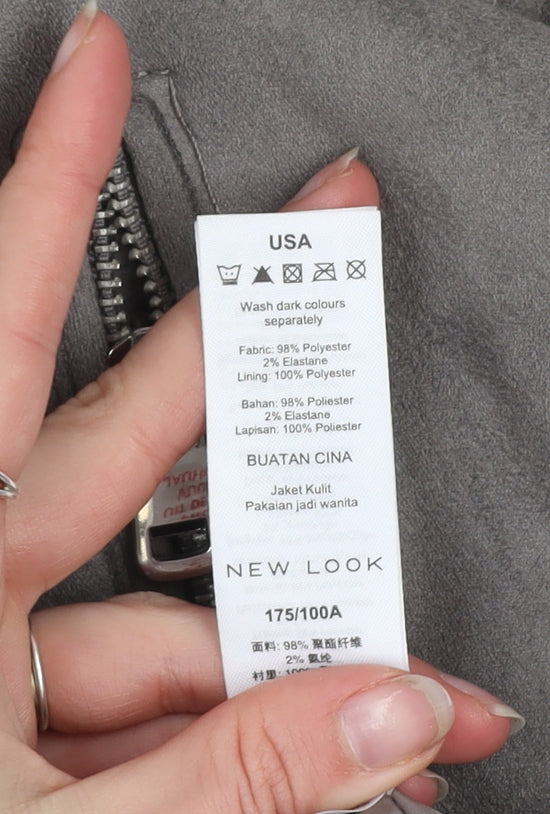 USA
Wash dark colours
separately
Fabric: 98% Polyester
2% Elastane
Lining: 100% Polyester
Bahan: 98% Poliester
2% Elastane
Lapisan: 100% Poliester
BUATAN CINA
Jaket Kulit
Pakaian jadi wanita
NEW LOOK
175/100A
面料: 98% 聚酯纤维
2% 氨纶
衬里: